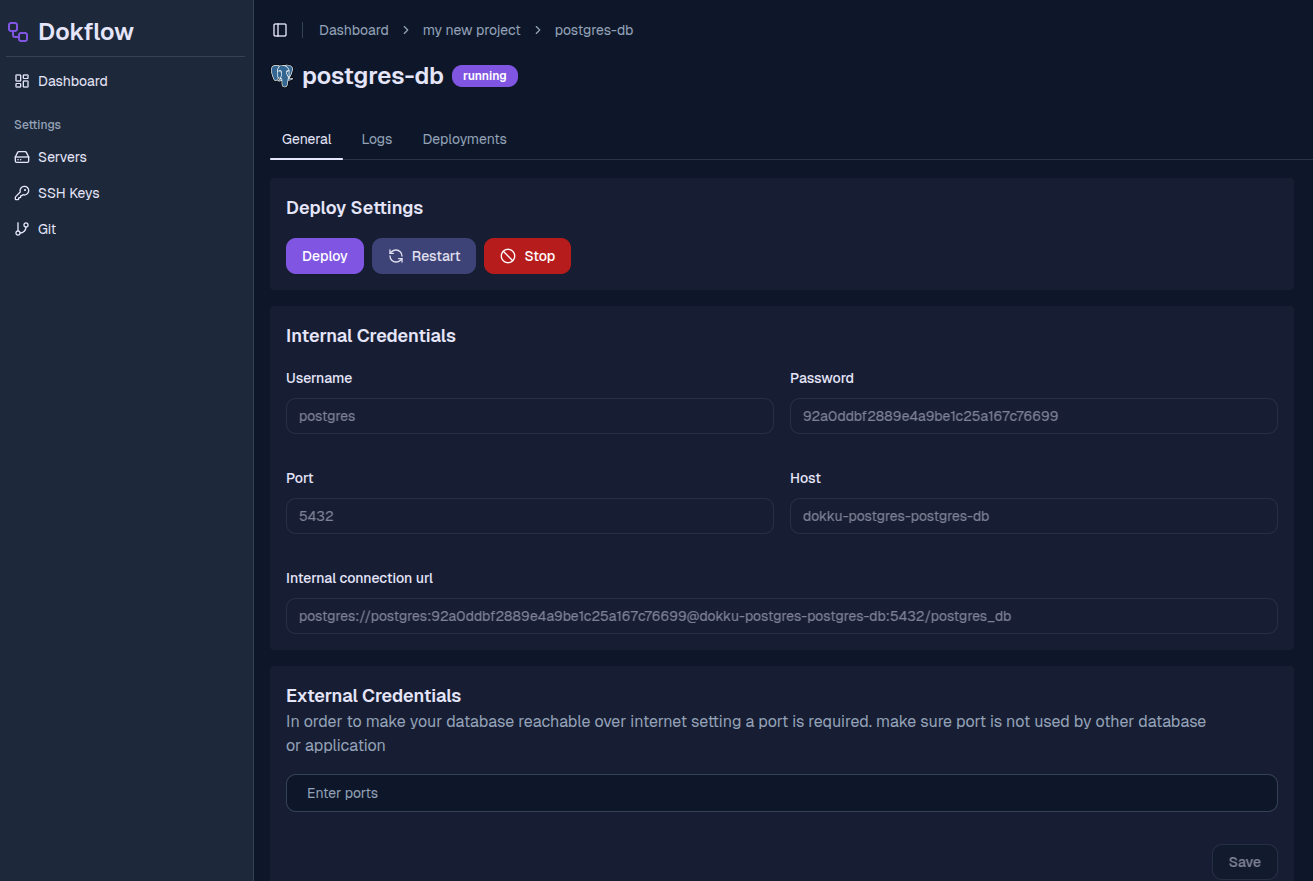 Dokflow
Dashboard
Settings
Servers
SSH Keys
Git
Dashboard > my new project > postgres-db
postgres-db running
General Logs Deployments
Deploy Settings
Deploy Restart Stop
Internal Credentials
Username Password
postgres 92a0ddbf2889e4a9be1c25a167c76699
Port Host
5432 dokku-postgres-postgres-db
Internal connection url
postgres://postgres:92a0ddbf2889e4a9be1c25a167c76699@dokku-postgres-postgres-db:5432/postgres_db
External Credentials
In order to make your database reachable over internet setting a port is required. make sure port is not used by other database
or application
Enter ports
Save